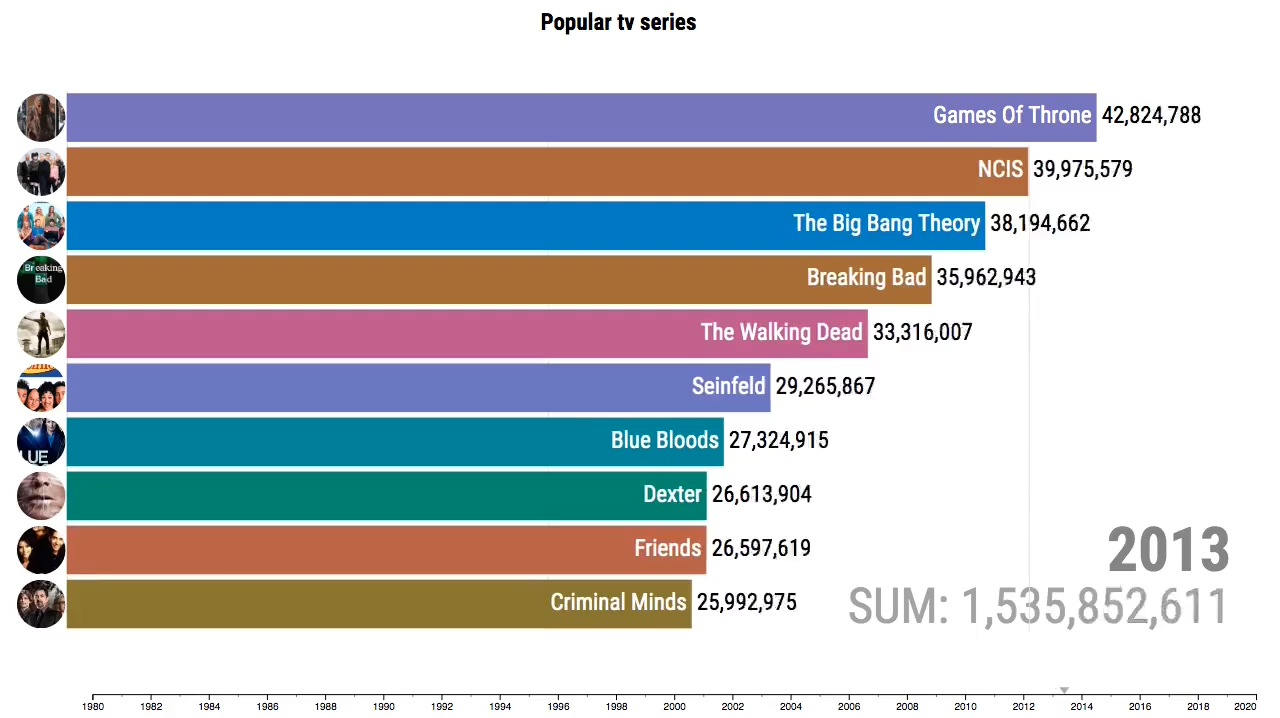 Popular tv series
Games Of Throne 42,824,788
NCIS 39,975,579
The Big Bang Theory 38,194,662
Breaking Bad
Breaking Bad 35,962,943
The Walking Dead 33,316,007
Seinfeld 29,265,867
UE
Blue Bloods 27,324,915
Dexter 26,613,904
Friends 26,597,619
Criminal Minds 25,992,975
2013
SUM: 1,535,852,611
1980 1982 1984 1986 1988 1990 1992 1994 1996 1998 2000 2002 2004 2006 2008 2010 2012 2014 2016 2018 2020